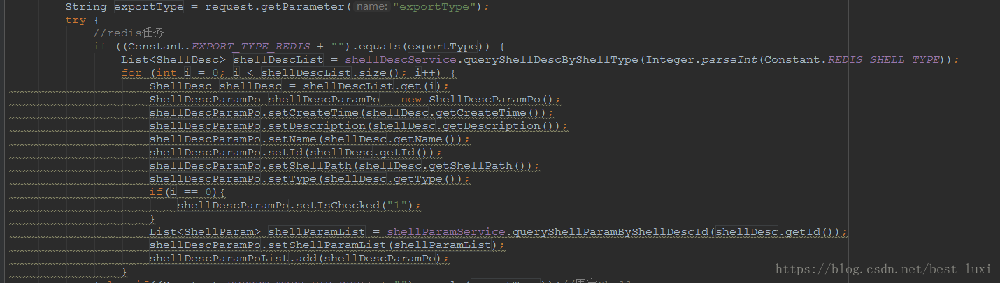 String exportType = request.getParameter( name: "exportType");
try {
//redis任务
if ((Constant.EXPORT_TYPE_REDIS + "").equals(exportType)) {
List<ShellDesc> shellDescList = shellDescService.queryShellDescByShellType(Integer.parseInt(Constant.REDIS_SHELL_TYPE));
for (int i = 0; i < shellDescList.size(); i++) {
ShellDesc shellDesc = shellDescList.get(i);
ShellDescParamPo shellDescParamPo = new ShellDescParamPo();
shellDescParamPo.setCreateTime(shellDesc.getCreateTime());
shellDescParamPo.setDescription(shellDesc.getDescription());
shellDescParamPo.setName(shellDesc.getName());
shellDescParamPo.setId(shellDesc.getId());
shellDescParamPo.setShellPath(shellDesc.getShellPath());
shellDescParamPo.setType(shellDesc.getType());
if(i == 0){
shellDescParamPo.setIsChecked("1");
}
List<ShellParam> shellParamList = shellParamService.queryShellParamByShellDescId(shellDesc.getId());
shellDescParamPo.setShellParamList(shellParamList);
shellDescParamPoList.add(shellDescParamPo);
}
https://blog.csdn.net/best_luxi